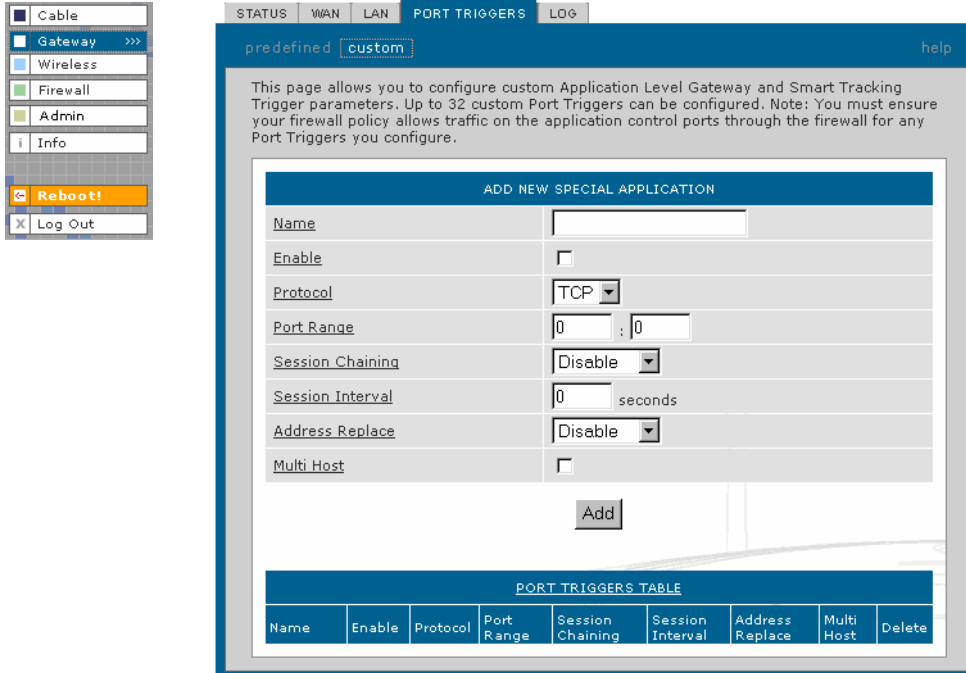 Cable
Gateway >>>
Wireless
Firewall
Admin
i Info
Reboot!
X Log Out
STATUS WAN LAN PORT TRIGGERS LOG
predefined custom help
This page allows you to configure custom Application Level Gateway and Smart Tracking
Trigger parameters. Up to 32 custom Port Triggers can be configured. Note: You must ensure
your firewall policy allows traffic on the application control ports through the firewall for any
Port Triggers you configure.
ADD NEW SPECIAL APPLICATION
Name
Enable
Protocol TCP
Port Range 0 : 0
Session Chaining Disable
Session Interval 0 seconds
Address Replace Disable
Multi Host
Add
PORT TRIGGERS TABLE
Name Enable Protocol Port Range Session Chaining Session Interval Address Replace Multi Host Delete